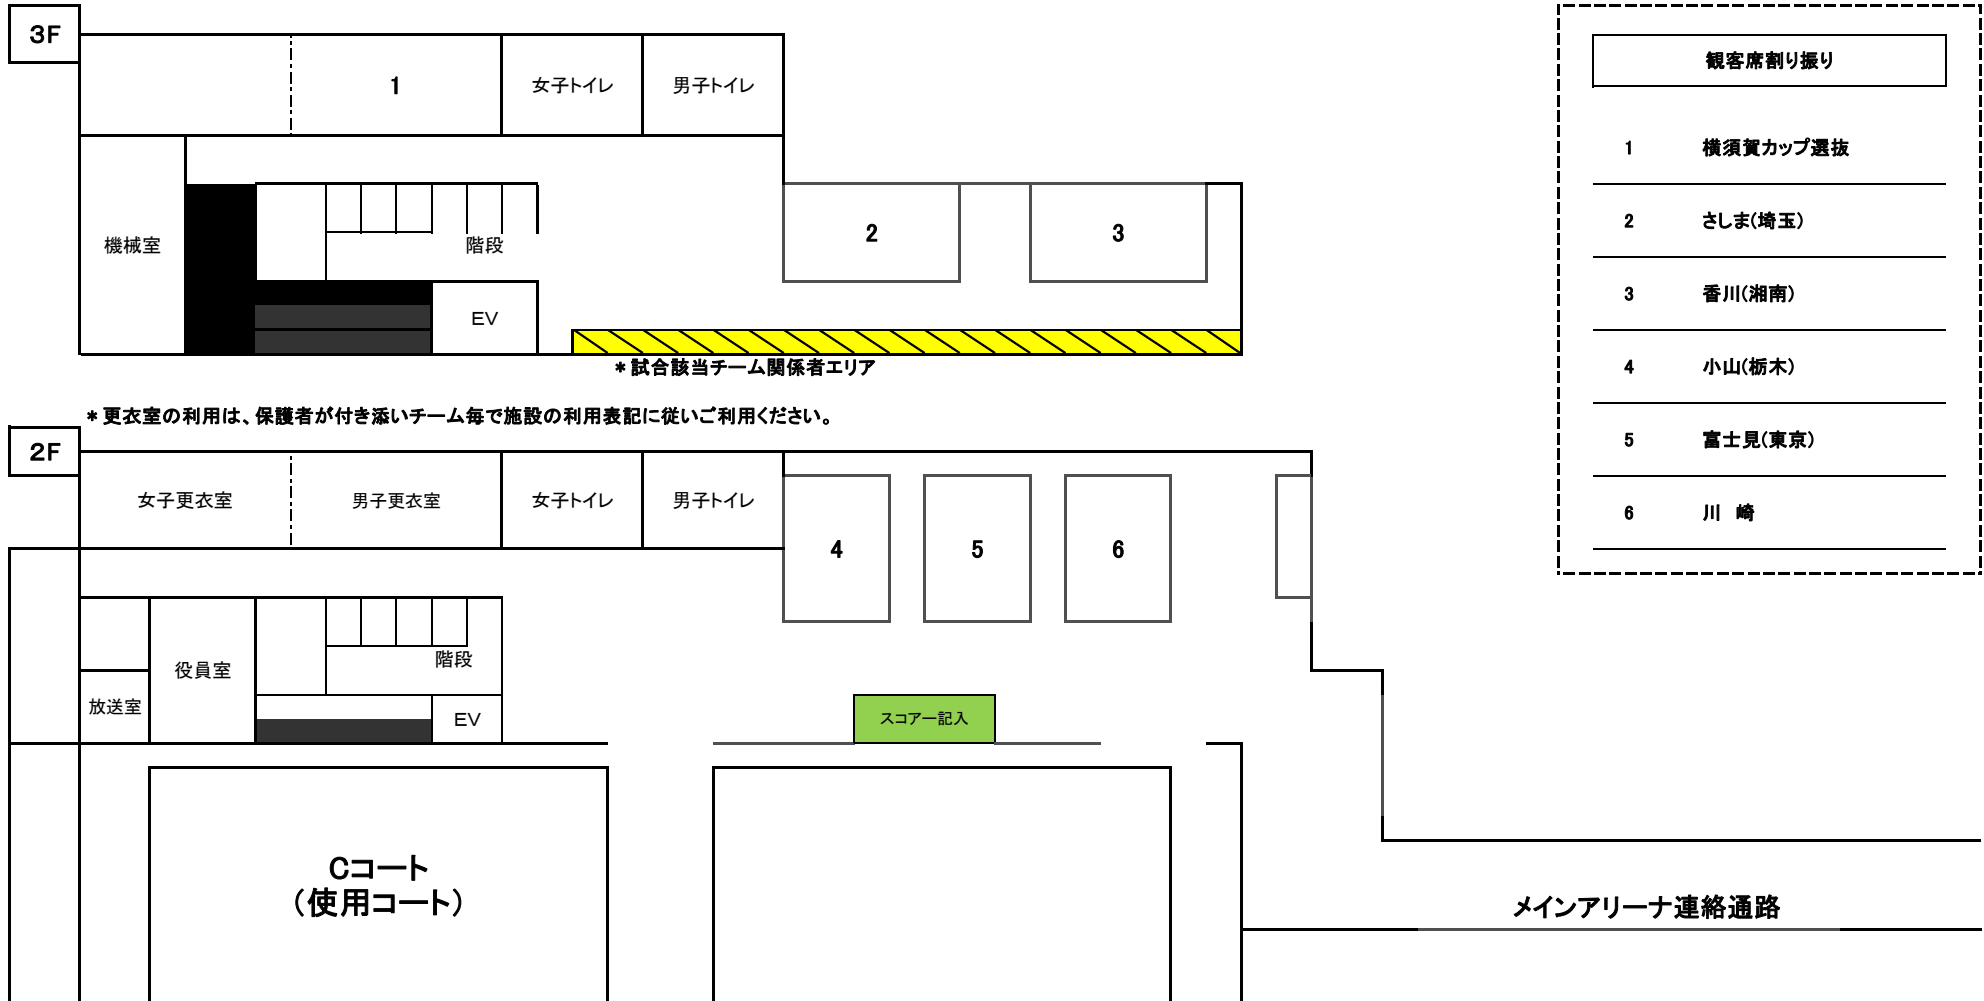 3F
1
女子トイレ
男子トイレ
機械室
階段
EV
2
3
＊試合該当チーム関係者エリア
＊更衣室の利用は、保護者が付き添いチーム毎で施設の利用表記に従いご利用ください。
2F
女子更衣室
男子更衣室
女子トイレ
男子トイレ
4
5
6
放送室
役員室
階段
EV
スコアー記入
Cコート
（使用コート）
メインアリーナ連絡通路
観客席割り振り
1 横須賀カップ選抜
2 さしま(埼玉)
3 香川(湘南)
4 小山(栃木)
5 富士見(東京)
6 川　崎